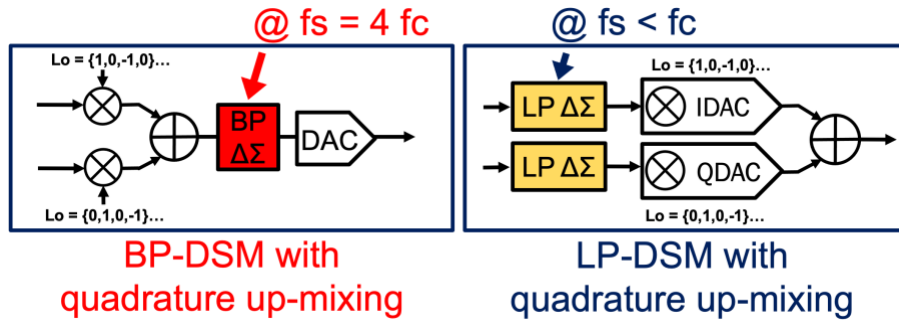 @ fs = 4 fc
Lo = {1,0,-1,0}...
BP
ΔΣ
DAC
Lo = {0,1,0,-1}...
BP-DSM with
quadrature up-mixing
@ fs < fc
Lo = {1,0,-1,0}...
LP ΔΣ
IDAC
LP ΔΣ
QDAC
Lo = {0,1,0,-1}...
LP-DSM with
quadrature up-mixing